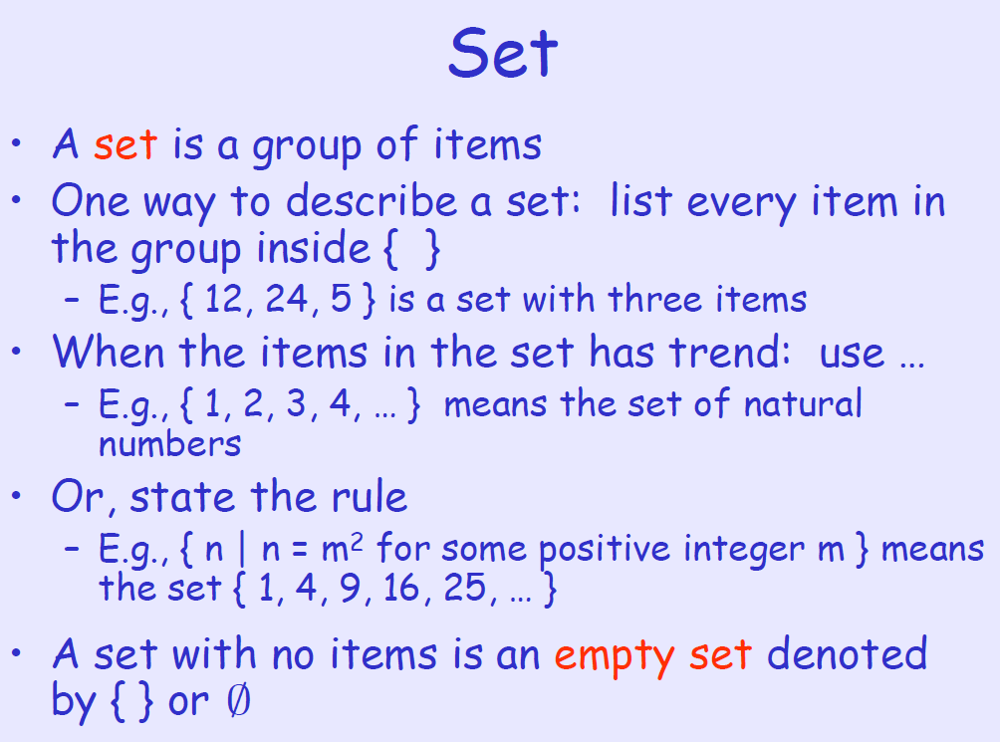 Set
• A set is a group of items
• One way to describe a set: list every item in
the group inside { }
– E.g., { 12, 24, 5 } is a set with three items
• When the items in the set has trend: use …
– E.g., { 1, 2, 3, 4, … } means the set of natural
numbers
• Or, state the rule
– E.g., { n | n = m² for some positive integer m } means
the set { 1, 4, 9, 16, 25, … }
• A set with no items is an empty set denoted
by { } or ∅